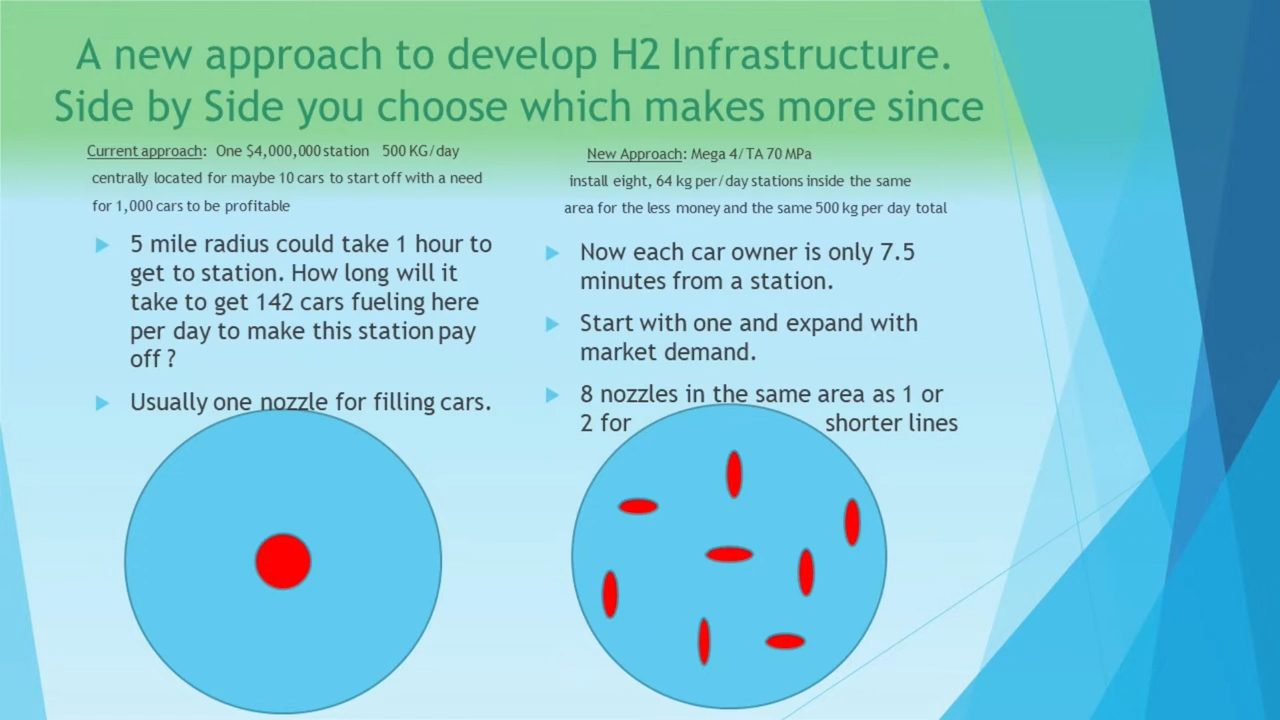 A new approach to develop H2 Infrastructure.
Side by Side you choose which makes more since
Current approach: One $4,000,000 station 500 KG/day
centrally located for maybe 10 cars to start off with a need
for 1,000 cars to be profitable
5 mile radius could take 1 hour to
get to station. How long will it
take to get 142 cars fueling here
per day to make this station pay
off ?
Usually one nozzle for filling cars.
New Approach: Mega 4/TA 70 MPa
install eight, 64 kg per/day stations inside the same
area for the less money and the same 500 kg per day total
Now each car owner is only 7.5
minutes from a station.
Start with one and expand with
market demand.
8 nozzles in the same area as 1 or
2 for shorter lines